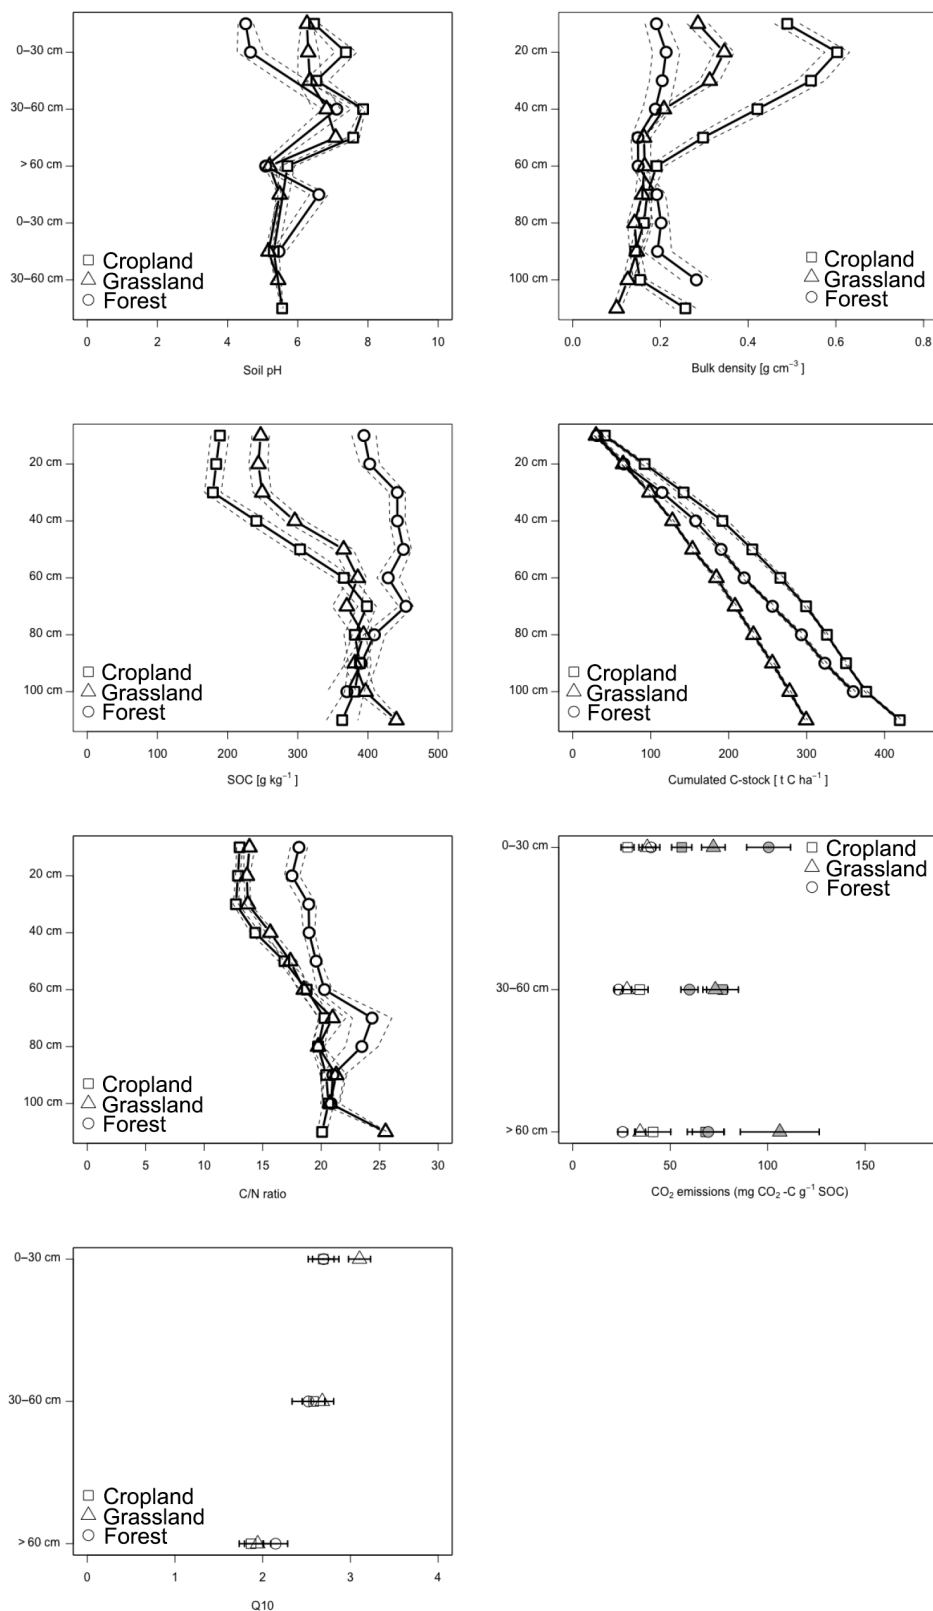 0–30 cm
30–60 cm
> 60 cm
0–30 cm
30–60 cm
Cropland
Grassland
Forest
0 2 4 6 8 10
Soil pH
20 cm
40 cm
60 cm
80 cm
100 cm
Cropland
Grassland
Forest
0.0 0.2 0.4 0.6 0.8
Bulk density [g cm⁻³ ]
20 cm
40 cm
60 cm
80 cm
100 cm
Cropland
Grassland
Forest
0 100 200 300 400 500
SOC [g kg⁻¹ ]
20 cm
40 cm
60 cm
80 cm
100 cm
Cropland
Grassland
Forest
0 100 200 300 400
Cumulated C-stock [ t C ha⁻¹ ]
20 cm
40 cm
60 cm
80 cm
100 cm
Cropland
Grassland
Forest
0 5 10 15 20 25 30
C/N ratio
0–30 cm
30–60 cm
> 60 cm
Cropland
Grassland
Forest
0 50 100 150
CO₂ emissions (mg CO₂ -C g⁻¹ SOC)
0–30 cm
30–60 cm
> 60 cm
Cropland
Grassland
Forest
0 1 2 3 4
Q10